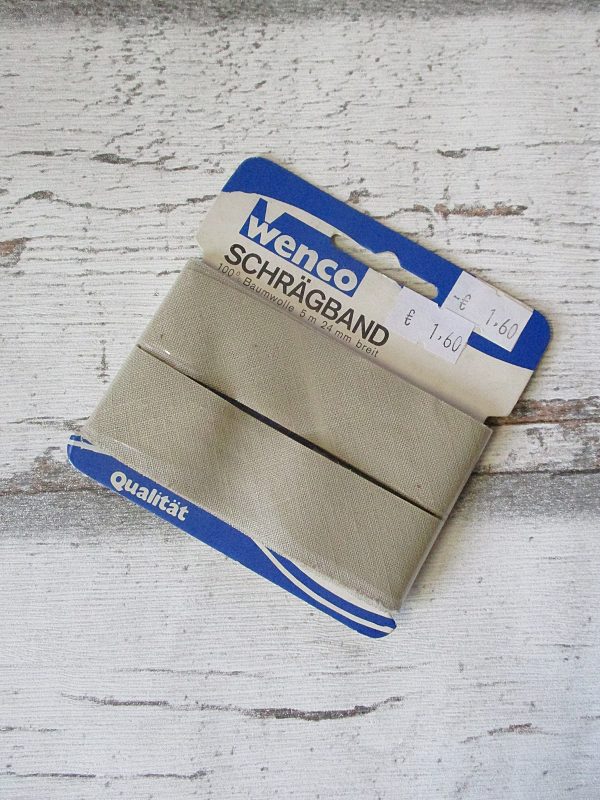 Wenco
SCHRÄGBAND
100% Baumwolle 5 m 24 mm breit
€ 1,60
~€ 1,60
Qualität